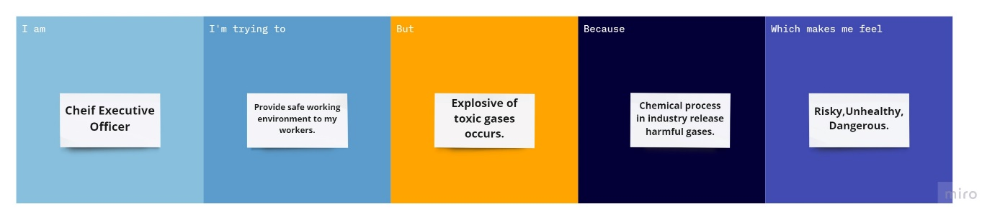 I am
I'm trying to
But
Because
Which makes me feel
Cheif Executive
Officer
Provide safe working
environment to my
workers.
Explosive of
toxic gases
occurs.
Chemical process
in industry release
harmful gases.
Risky,Unhealthy,
Dangerous.
miro